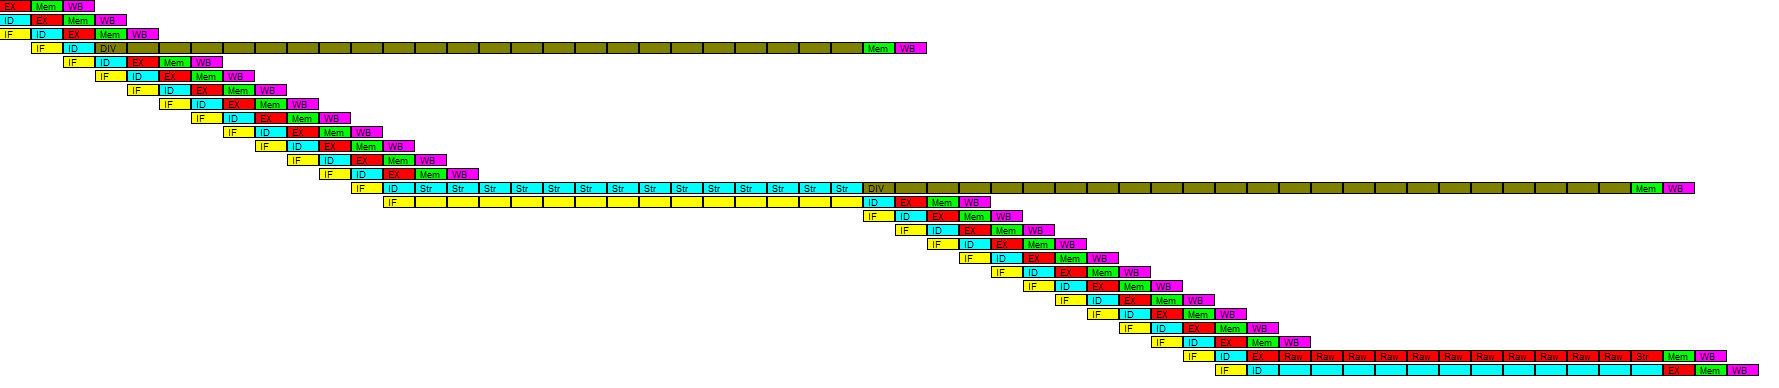 EX Mem WB
ID EX Mem WB
IF ID EX Mem WB
IF ID DIV Mem WB
IF ID EX Mem WB
IF ID EX Mem WB
IF ID EX Mem WB
IF ID EX Mem WB
IF ID EX Mem WB
IF ID EX Mem WB
IF ID EX Mem WB
IF ID EX Mem WB
IF ID EX Mem WB
IF ID Str Str Str Str Str Str Str Str Str Str Str Str Str Str DIV Mem WB
IF ID EX Mem WB
IF ID EX Mem WB
IF ID EX Mem WB
IF ID EX Mem WB
IF ID EX Mem WB
IF ID EX Mem WB
IF ID EX Mem WB
IF ID EX Mem WB
IF ID EX Mem WB
IF ID EX Mem WB
IF ID EX Mem WB
IF ID EX Raw Raw Raw Raw Raw Raw Raw Raw Raw Raw Raw Str Mem WB
IF ID EX Mem WB